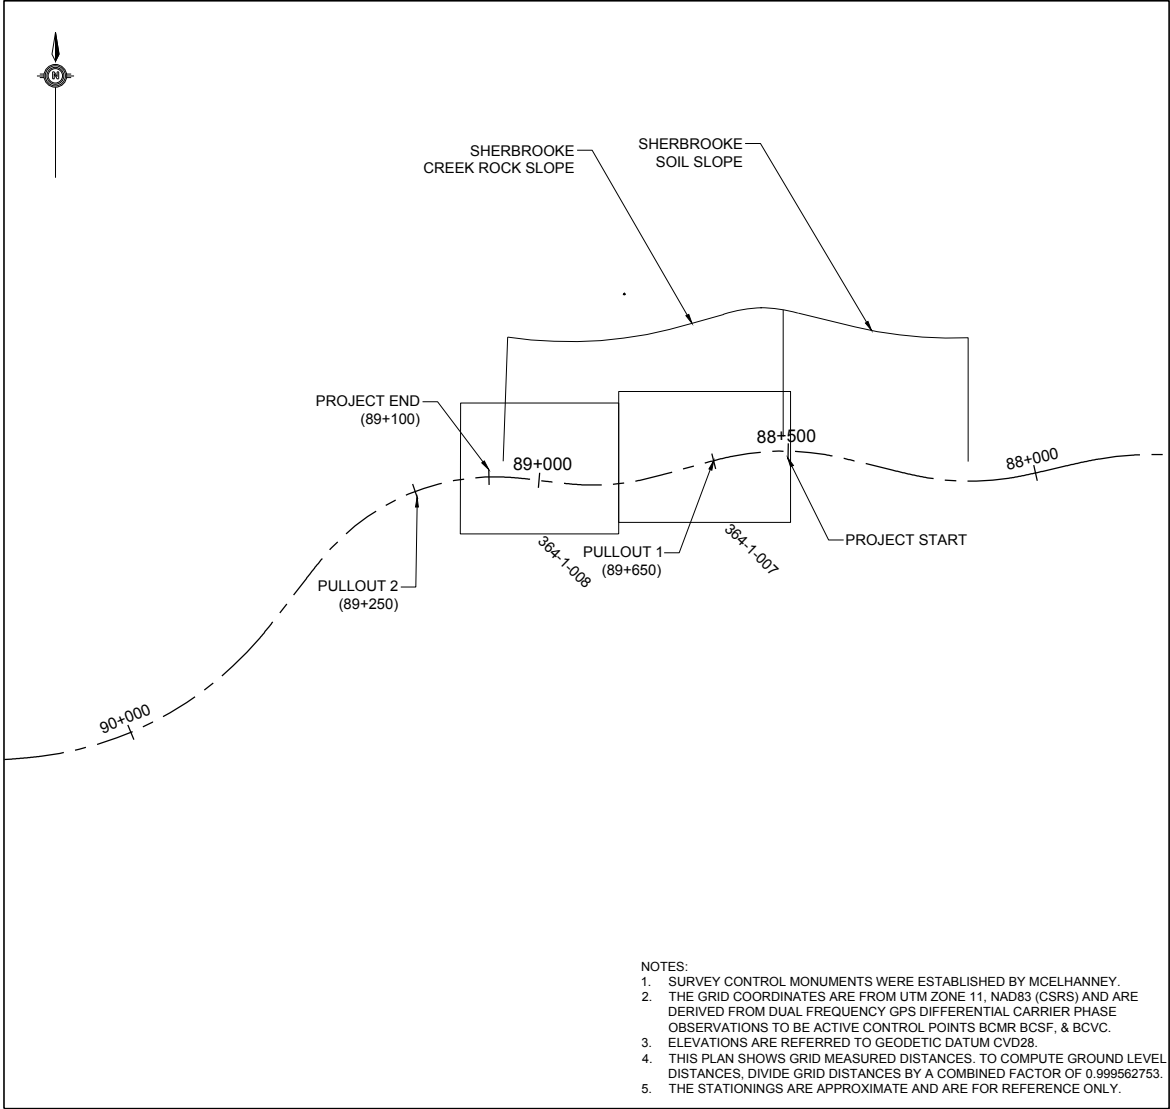 N
SHERBROOKE
CREEK ROCK SLOPE
SHERBROOKE
SOIL SLOPE
PROJECT END
(89+100)
89+000
88+500
88+000
364-1-008
364-1-007
PULLOUT 1
(89+650)
PROJECT START
PULLOUT 2
(89+250)
90+000
NOTES:
1. SURVEY CONTROL MONUMENTS WERE ESTABLISHED BY MCELHANNEY.
2. THE GRID COORDINATES ARE FROM UTM ZONE 11, NAD83 (CSRS) AND ARE
DERIVED FROM DUAL FREQUENCY GPS DIFFERENTIAL CARRIER PHASE
OBSERVATIONS TO BE ACTIVE CONTROL POINTS BCMR BCSF, & BCVC.
3. ELEVATIONS ARE REFERRED TO GEODETIC DATUM CVD28.
4. THIS PLAN SHOWS GRID MEASURED DISTANCES. TO COMPUTE GROUND LEVEL
DISTANCES, DIVIDE GRID DISTANCES BY A COMBINED FACTOR OF 0.999562753.
5. THE STATIONINGS ARE APPROXIMATE AND ARE FOR REFERENCE ONLY.